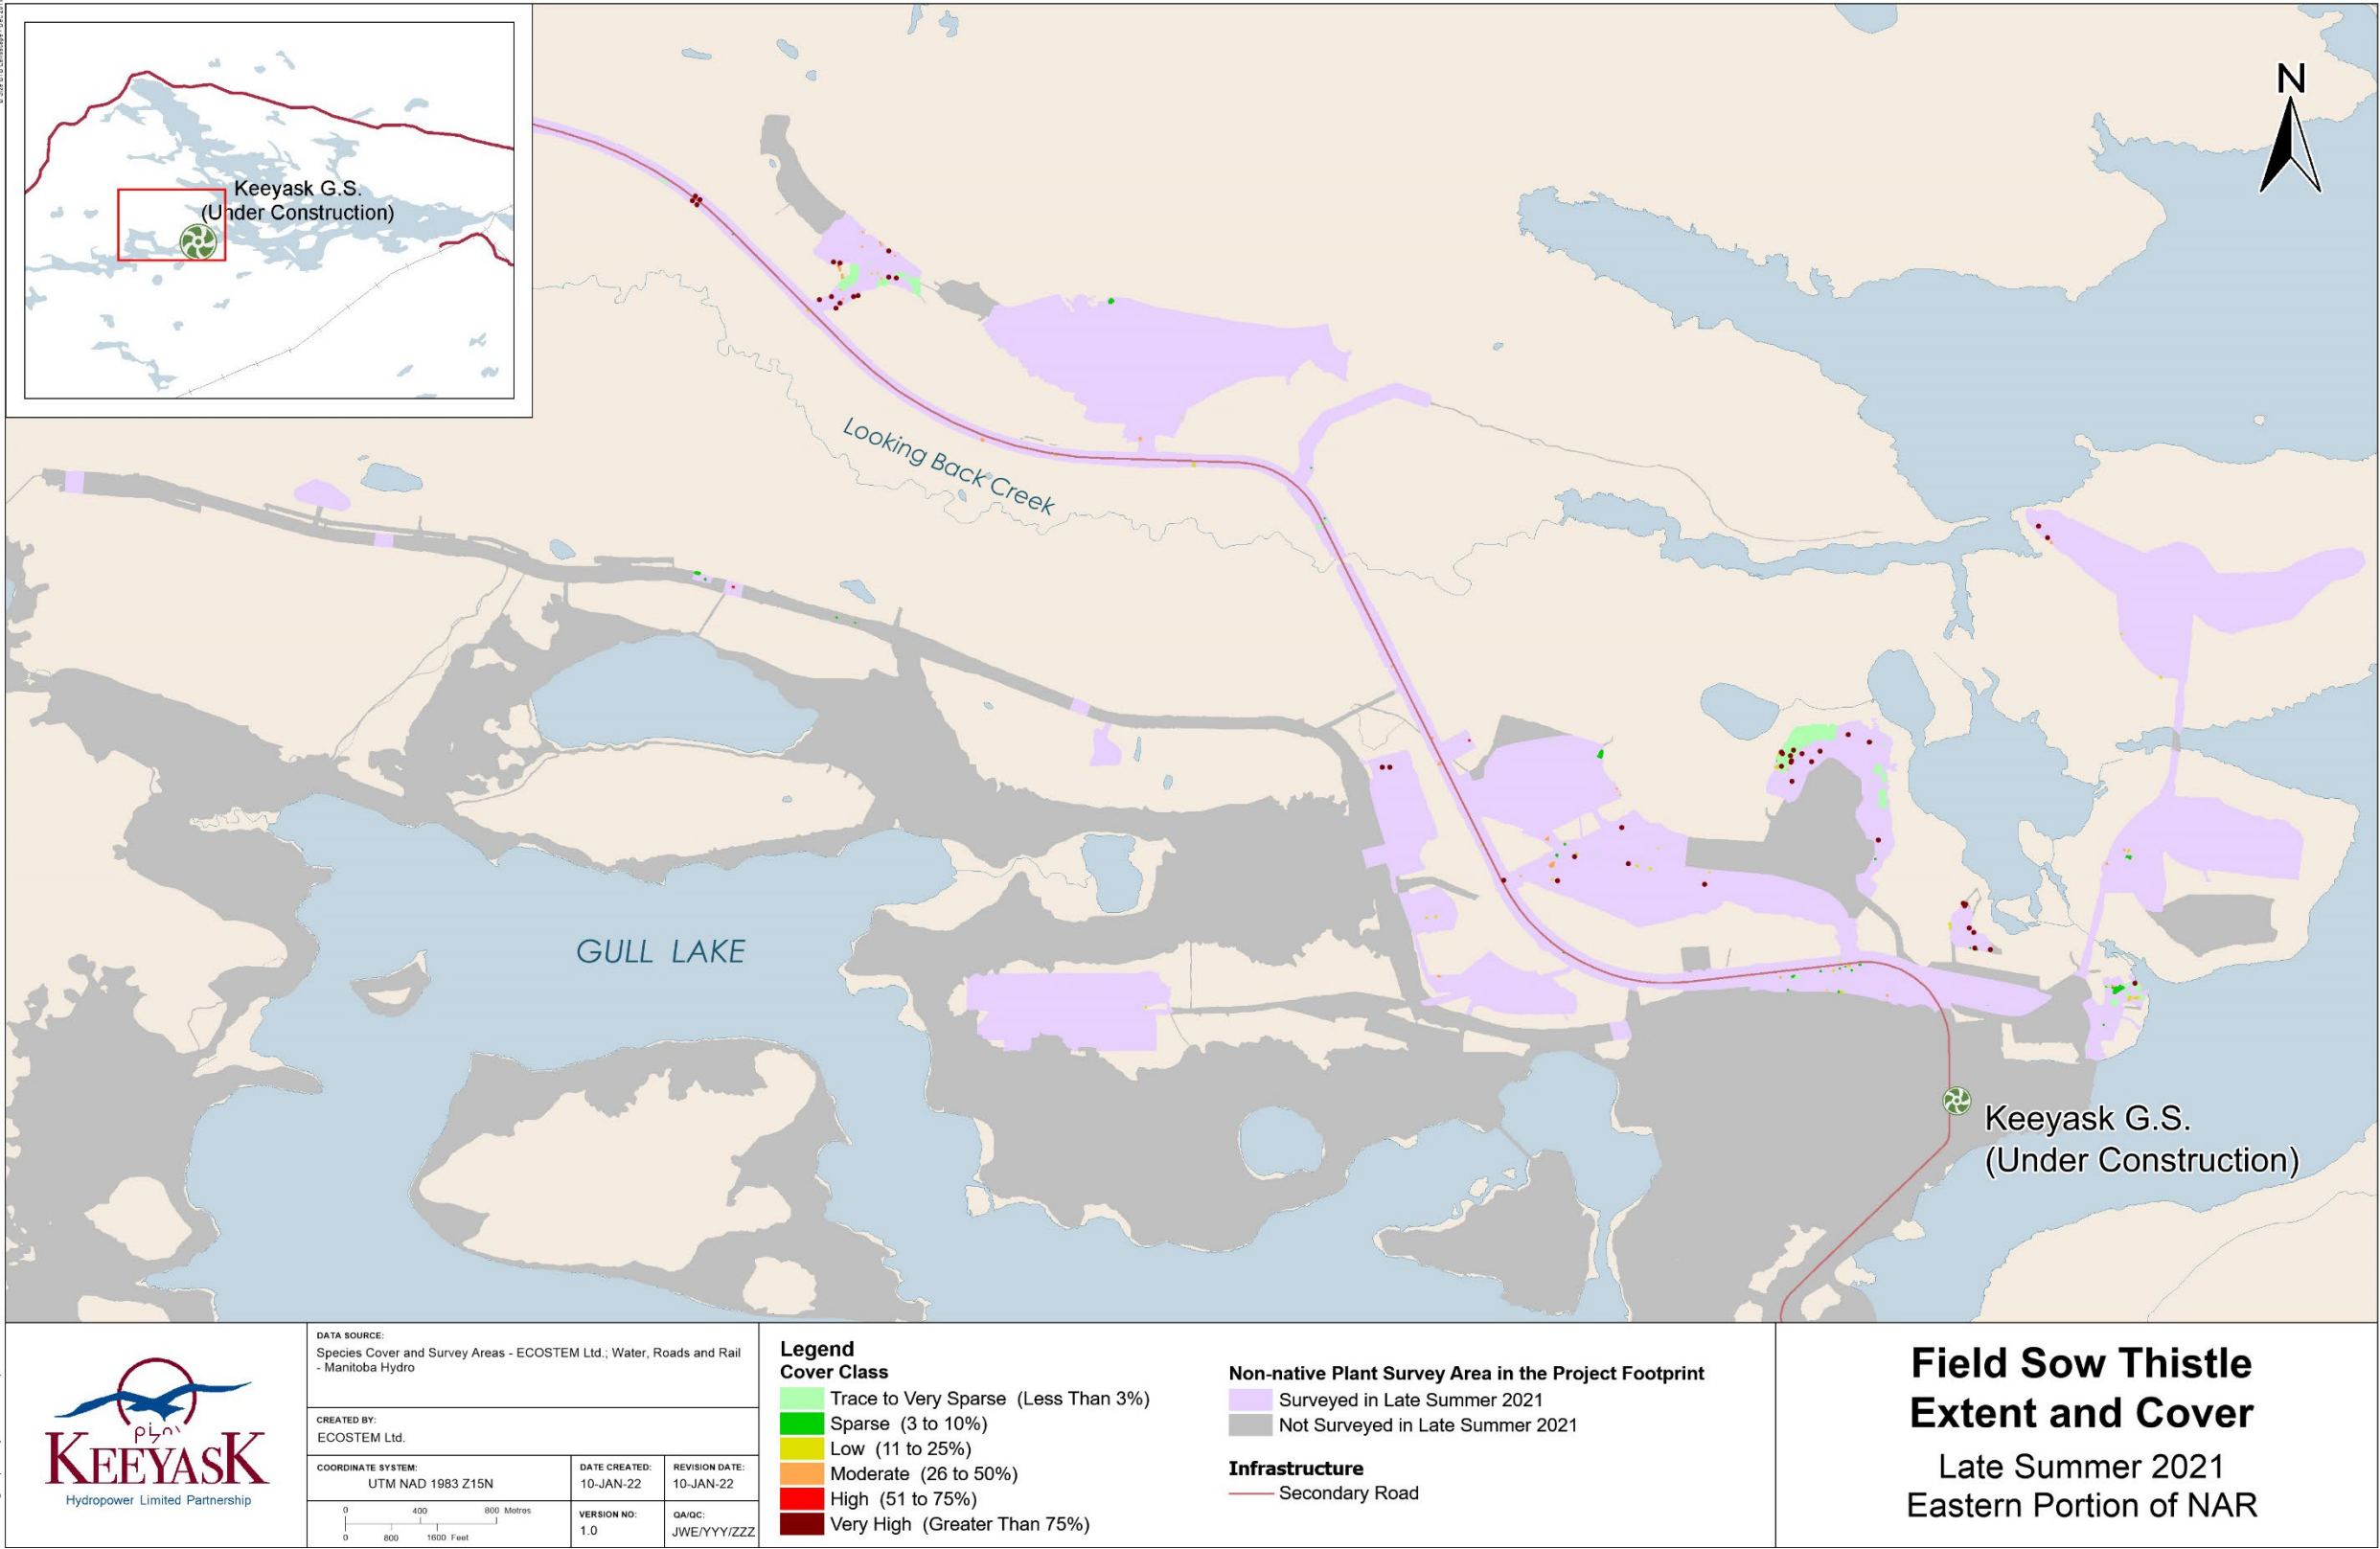 Keeyask G.S.
(Under Construction)
N
Looking Back Creek
GULL LAKE
Keeyask G.S.
(Under Construction)
ᑭᔭᐢᐠ
KEEYASK
Hydropower Limited Partnership
DATA SOURCE:
Species Cover and Survey Areas - ECOSTEM Ltd.; Water, Roads and Rail
- Manitoba Hydro
CREATED BY:
ECOSTEM Ltd.
COORDINATE SYSTEM:
UTM NAD 1983 Z15N
DATE CREATED:
10-JAN-22
REVISION DATE:
10-JAN-22
0 400 800 Metres
0 800 1600 Feet
VERSION NO:
1.0
QA/QC:
JWE/YYY/ZZZ
Legend
Cover Class
Trace to Very Sparse (Less Than 3%)
Sparse (3 to 10%)
Low (11 to 25%)
Moderate (26 to 50%)
High (51 to 75%)
Very High (Greater Than 75%)
Non-native Plant Survey Area in the Project Footprint
Surveyed in Late Summer 2021
Not Surveyed in Late Summer 2021
Infrastructure
Secondary Road
Field Sow Thistle
Extent and Cover
Late Summer 2021
Eastern Portion of NAR